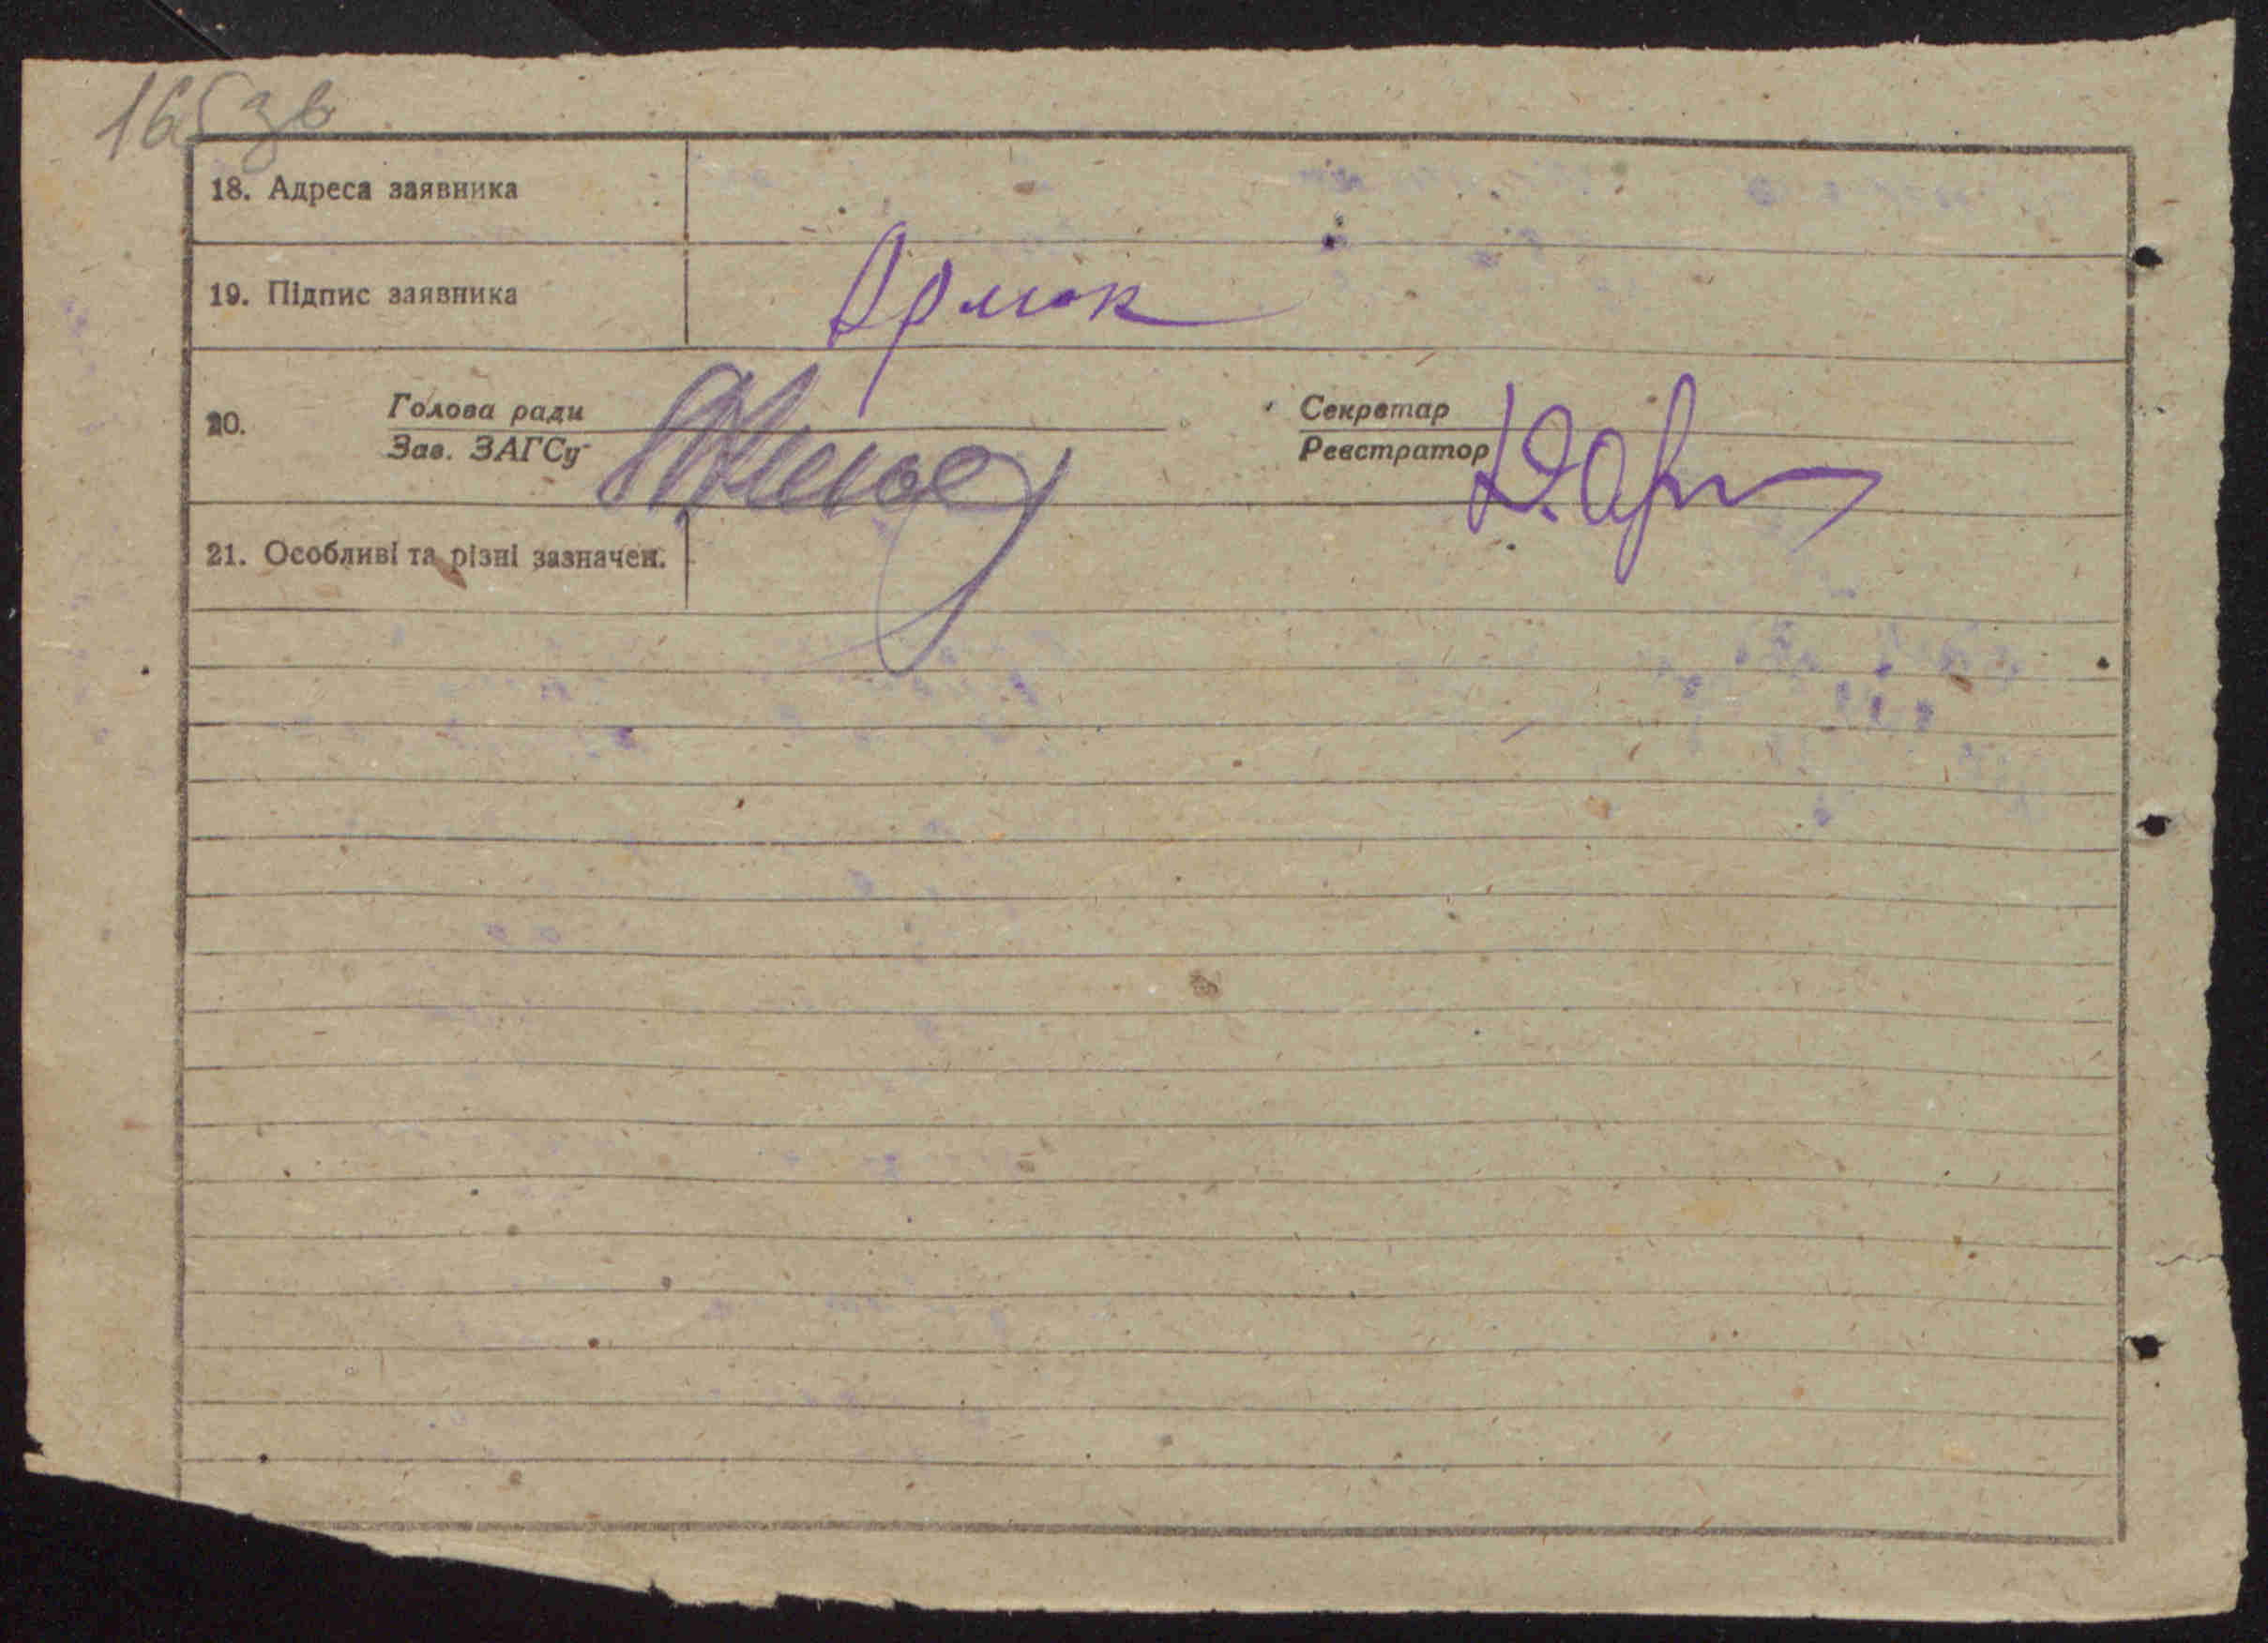 165зв
18. Адреса заявника
19. Підпис заявника
20. Голова ради Секретар
Зав. ЗАГСу Реєстратор
21. Особливі та різні зазначен.